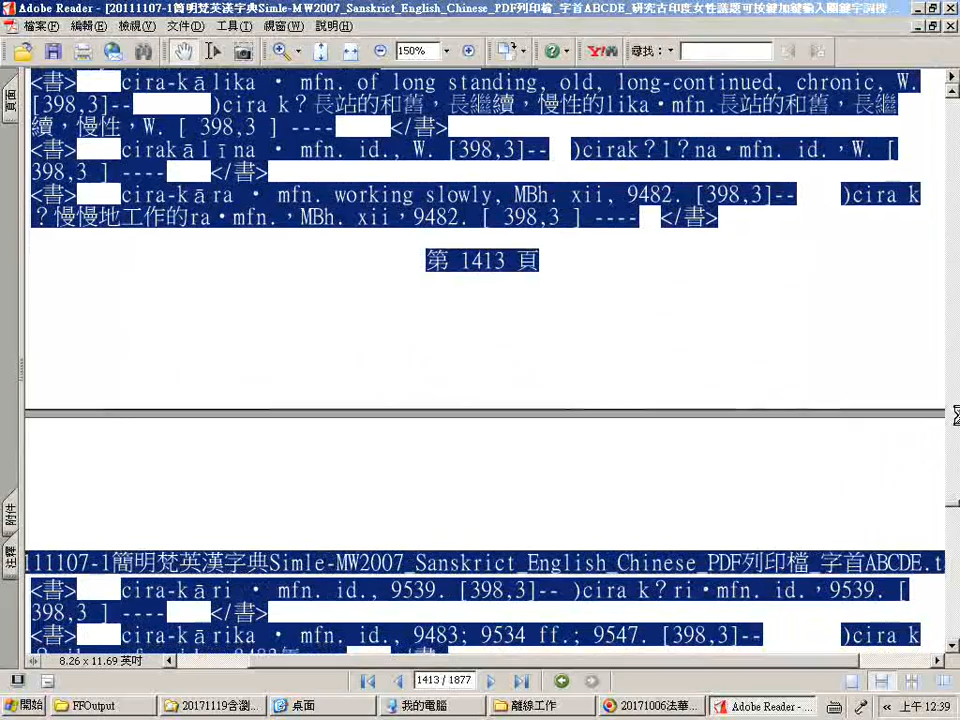 Adobe Reader - [20111107-1簡明梵英漢字典Simle-MW2007_Sanskrict_English_Chinese_PDF列印檔_字首ABCDE_研究古印度女性議題可按鍵加鍵輸入關鍵字詞搜
檔案(F) 編輯(E) 檢視(V) 文件(D) 工具(T) 視窗(W) 說明(H)
150% 尋找:
<書> cira-kālika • mfn. of long standing, old, long-continued, chronic, W.
[398,3]-- )cira k?長站的和舊，長繼續，慢性的lika•mfn.長站的和舊，長繼
續，慢性，W. [ 398,3 ] ---- </書>
<書> cirakālīna • mfn. id., W. [398,3]-- )cirak?l?na•mfn. id.，W. [
398,3 ] ---- </書>
<書> cira-kāra • mfn. working slowly, MBh. xii, 9482. [398,3]-- )cira k
?慢慢地工作的ra•mfn.，MBh. xii，9482. [ 398,3 ] ---- </書>
第 1413 頁
111107-1簡明梵英漢字典Simle-MW2007_Sanskrict_English_Chinese_PDF列印檔_字首ABCDE.t
<書> cira-kāri • mfn. id., 9539. [398,3]-- )cira k?ri•mfn. id.，9539. [
398,3 ] ---- </書>
<書> cira-kārika • mfn. id., 9483; 9534 ff.; 9547. [398,3]-- )cira k
頁面
附件
注釋
8.26 x 11.69 英吋
1413 / 1877
開始 FFOutput 20171119含瀏... 桌面 我的電腦 離線工作 20171006法華... Adobe Reader - ... 上午 12:39